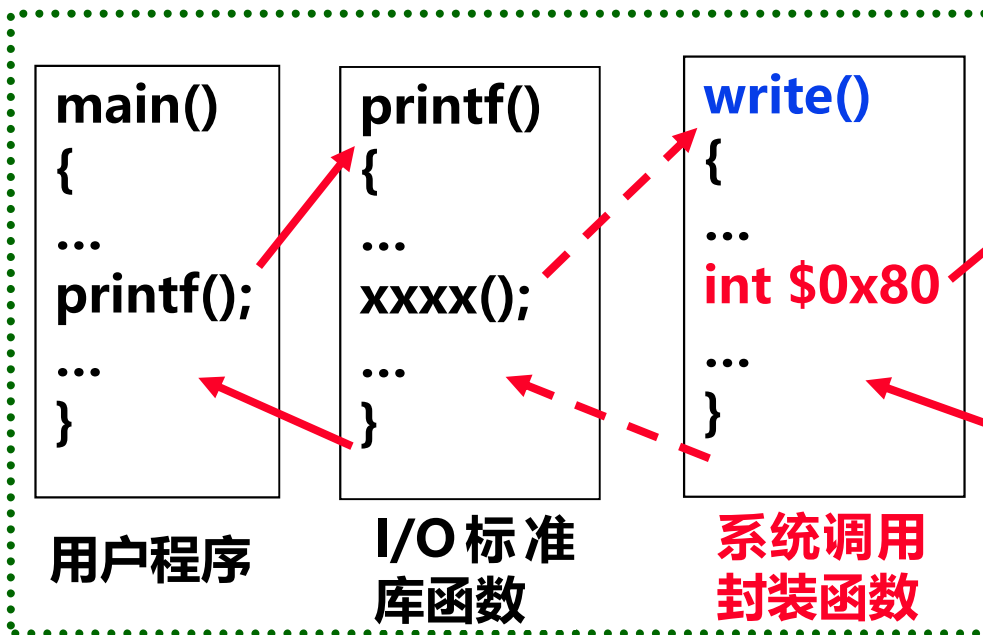 main()
{
...
printf();
...
}
用户程序
printf()
{
...
xxxx();
...
}
I/O标准
库函数
write()
{
...
int $0x80
...
}
系统调用
封装函数